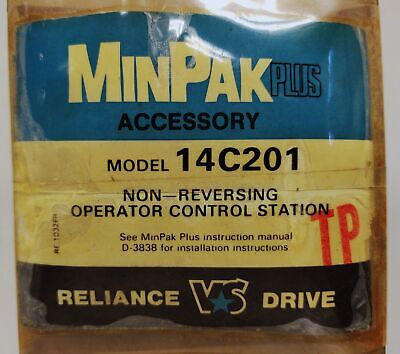 MINPAK PLUS
ACCESSORY
MODEL 14C201
NON-REVERSING
OPERATOR CONTROL STATION
See MinPak Plus instruction manual
D-3838 for installation instructions
TP
RELIANCE VS DRIVE